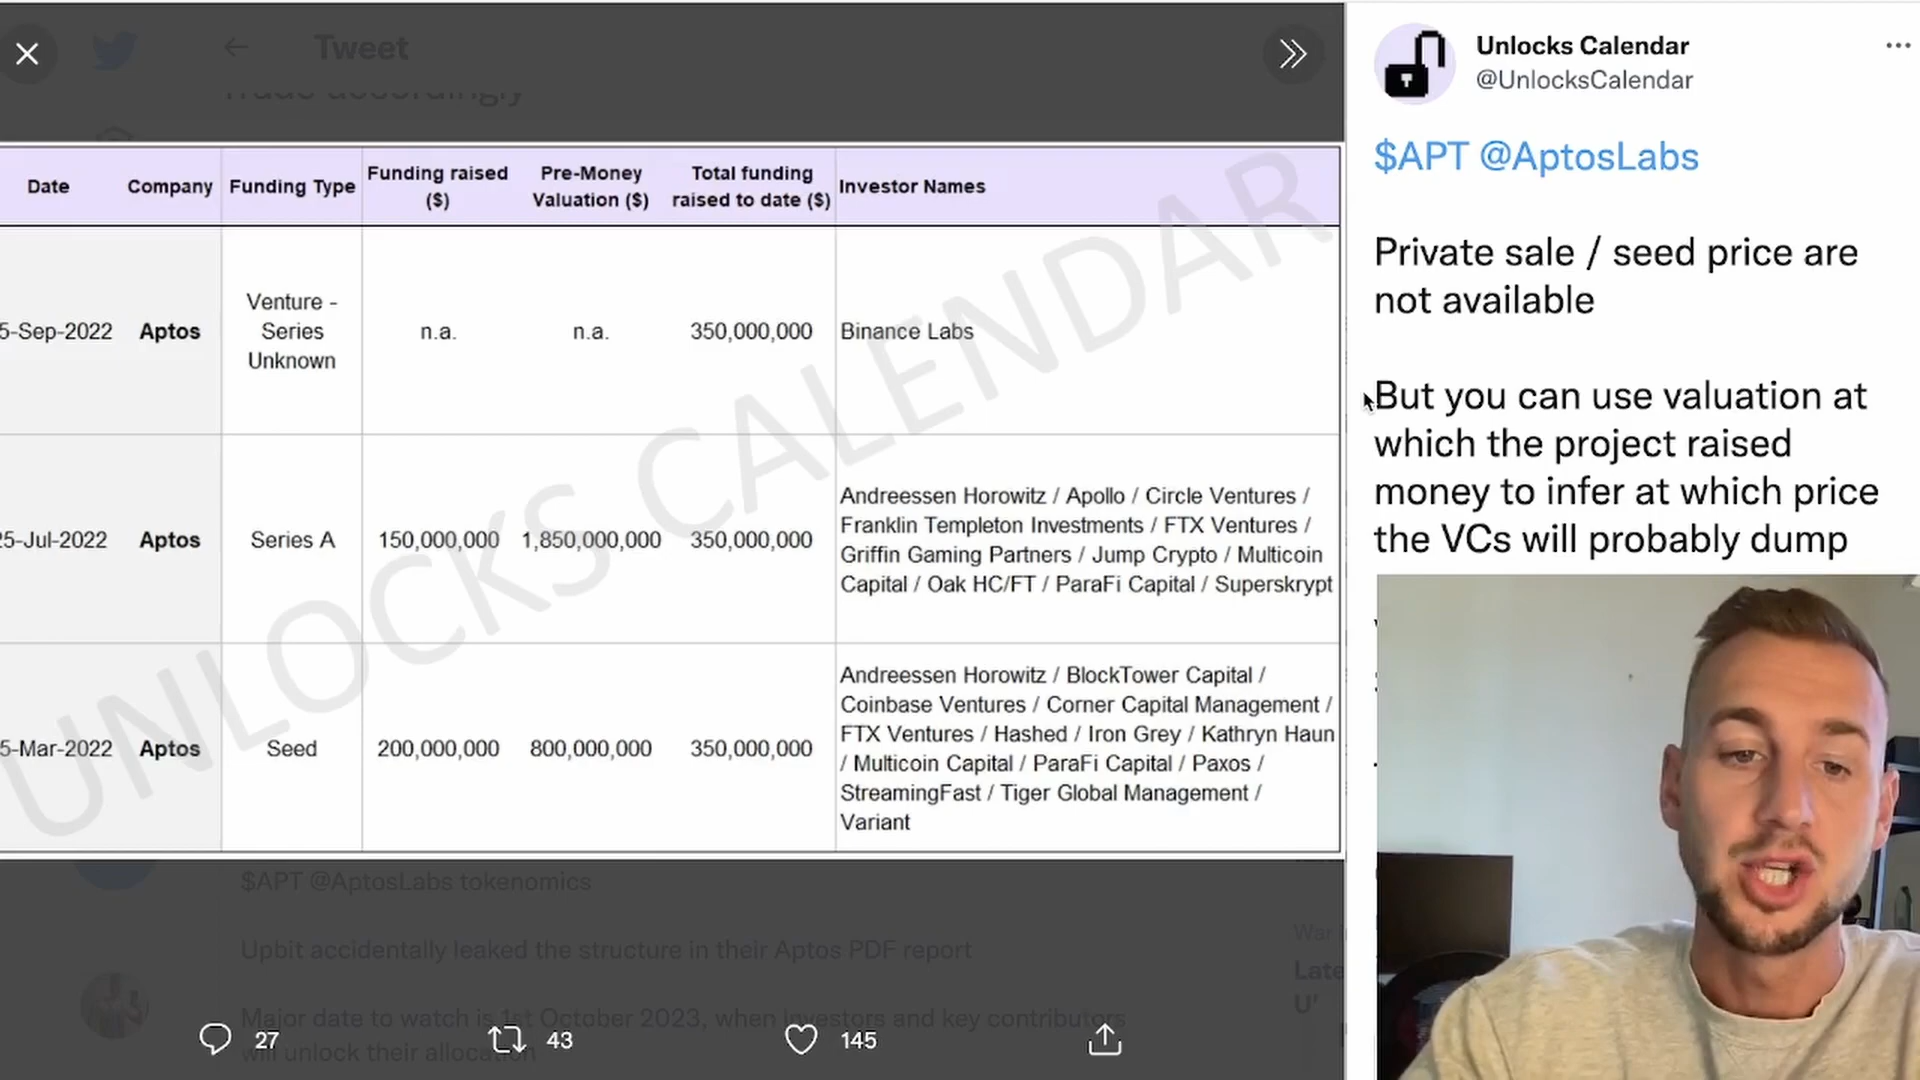 Tweet
Trade accordingly
Date Company Funding Type Funding raised ($) Pre-Money Valuation ($) Total funding raised to date ($) Investor Names
5-Sep-2022 Aptos Venture - Series Unknown n.a. n.a. 350,000,000 Binance Labs
25-Jul-2022 Aptos Series A 150,000,000 1,850,000,000 350,000,000 Andreessen Horowitz / Apollo / Circle Ventures /
Franklin Templeton Investments / FTX Ventures /
Griffin Gaming Partners / Jump Crypto / Multicoin
Capital / Oak HC/FT / ParaFi Capital / Superskrypt
5-Mar-2022 Aptos Seed 200,000,000 800,000,000 350,000,000 Andreessen Horowitz / BlockTower Capital /
Coinbase Ventures / Corner Capital Management /
FTX Ventures / Hashed / Iron Grey / Kathryn Haun
/ Multicoin Capital / ParaFi Capital / Paxos /
StreamingFast / Tiger Global Management /
Variant
UNLOCKS CALENDAR
$APT @AptosLabs tokenomics
Upbit accidentally leaked the structure in their Aptos PDF report
Major date to watch is 1st October 2023, when investors and key contributors
will unlock their allocation
27 43 145
War
Late
U'
Unlocks Calendar
@UnlocksCalendar
$APT @AptosLabs
Private sale / seed price are
not available
But you can use valuation at
which the project raised
money to infer at which price
the VCs will probably dump